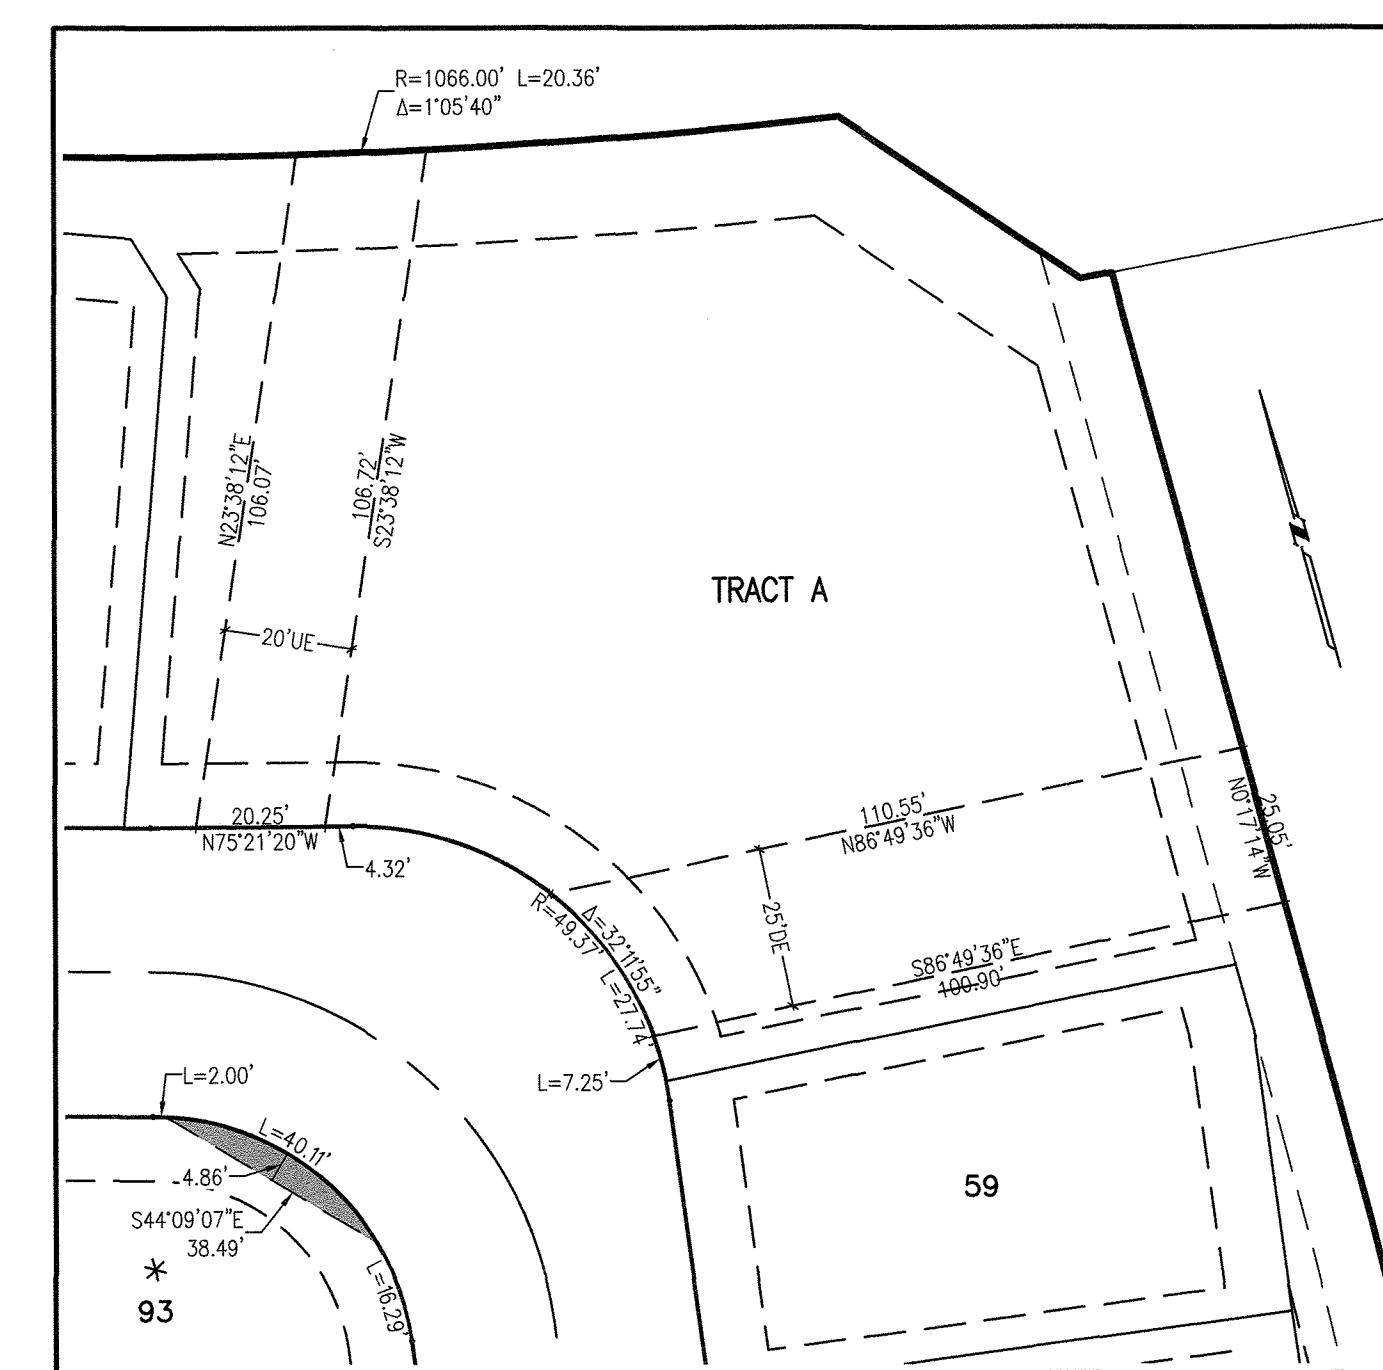 R=1066.00' L=20.36'
Δ=1°05'40"
N23°38'12"E
106.07'
106.72'
S23°38'12"W
20'UE
TRACT A
N
20.25'
N75°21'20"W
4.32'
110.55'
N86°49'36"W
25.05'
N0°17'14"W
Δ=32°11'55"
R=49.37' L=27.74'
25'DE
S86°49'36"E
100.90'
L=7.25'
L=2.00'
L=40.11'
4.86'
S44°09'07"E
38.49'
L=16.29'
*
93
59